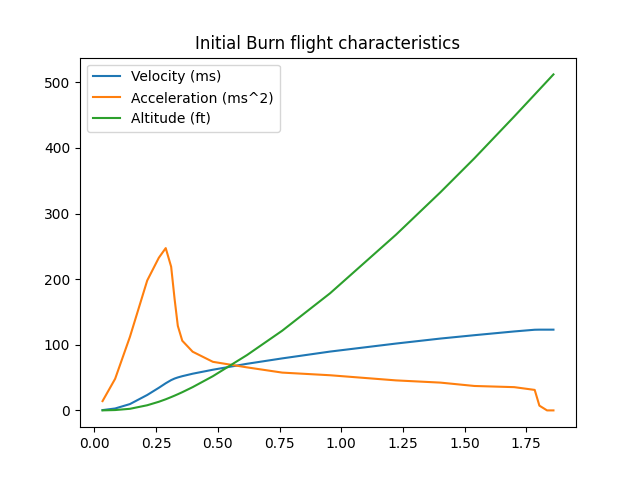 Initial Burn flight characteristics
Velocity (ms)
Acceleration (ms^2)
Altitude (ft)
500
400
300
200
100
0
0.00 0.25 0.50 0.75 1.00 1.25 1.50 1.75